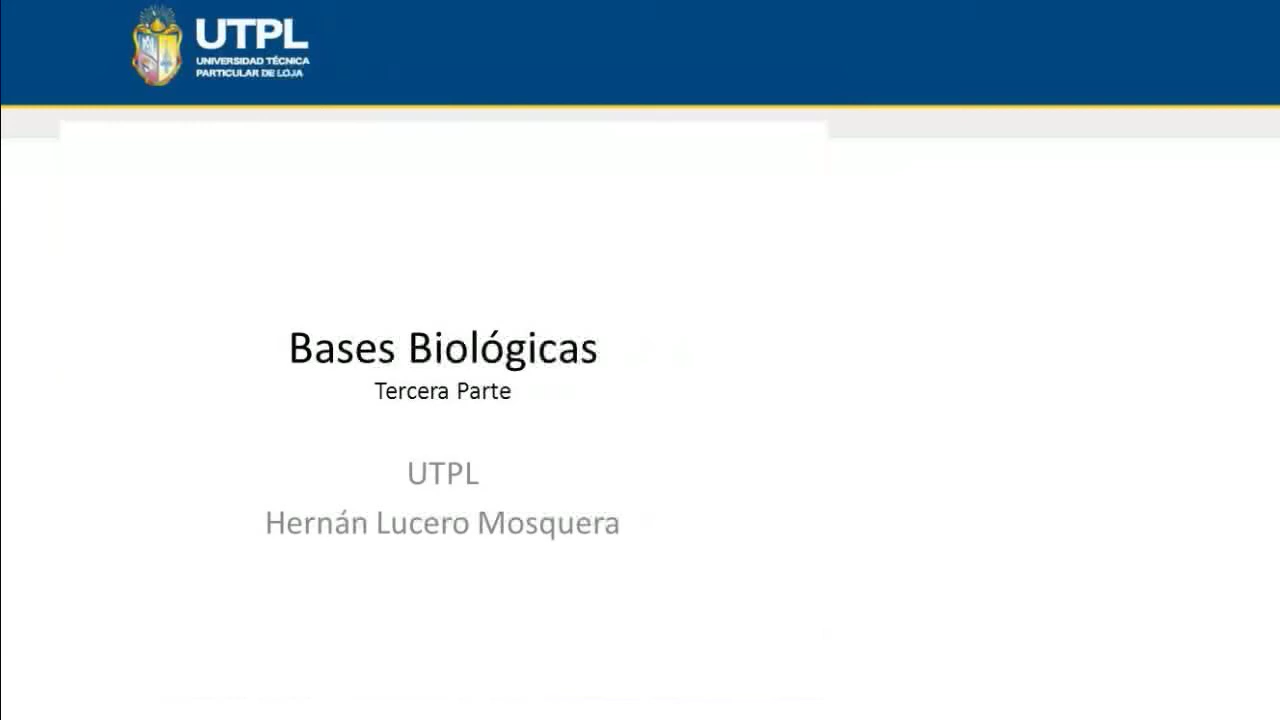 UTPL
UNIVERSIDAD TÉCNICA
PARTICULAR DE LOJA
Bases Biológicas
Tercera Parte
UTPL
Hernán Lucero Mosquera